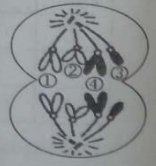 ① ② ④ ③